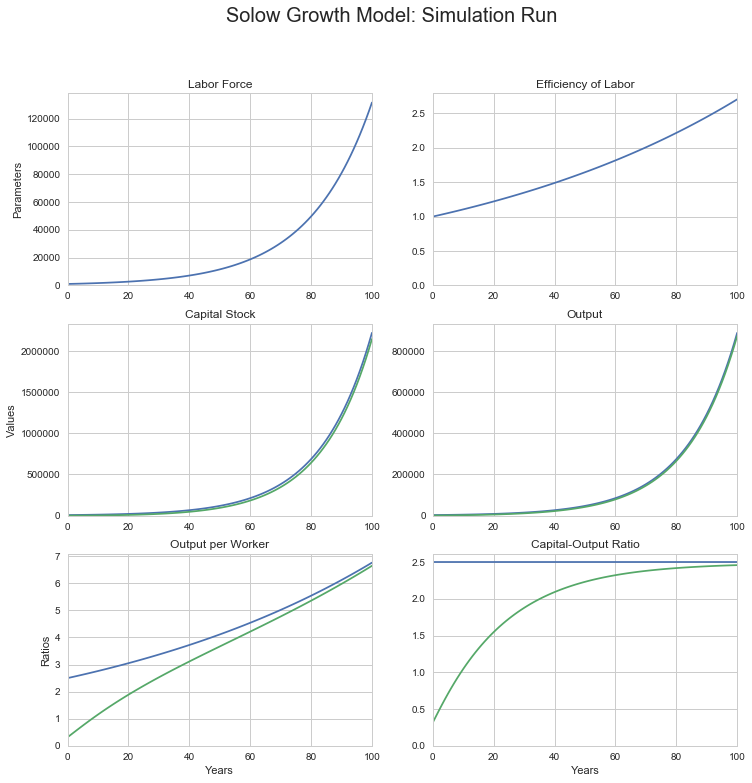 Solow Growth Model: Simulation Run
Labor Force
Parameters
120000
100000
80000
60000
40000
20000
0
0 20 40 60 80 100
Efficiency of Labor
2.5
2.0
1.5
1.0
0.5
0.0
0 20 40 60 80 100
Capital Stock
Values
2000000
1500000
1000000
500000
0
0 20 40 60 80 100
Output
800000
600000
400000
200000
0
0 20 40 60 80 100
Output per Worker
Ratios
7
6
5
4
3
2
1
0
0 20 40 60 80 100
Years
Capital-Output Ratio
2.5
2.0
1.5
1.0
0.5
0.0
0 20 40 60 80 100
Years